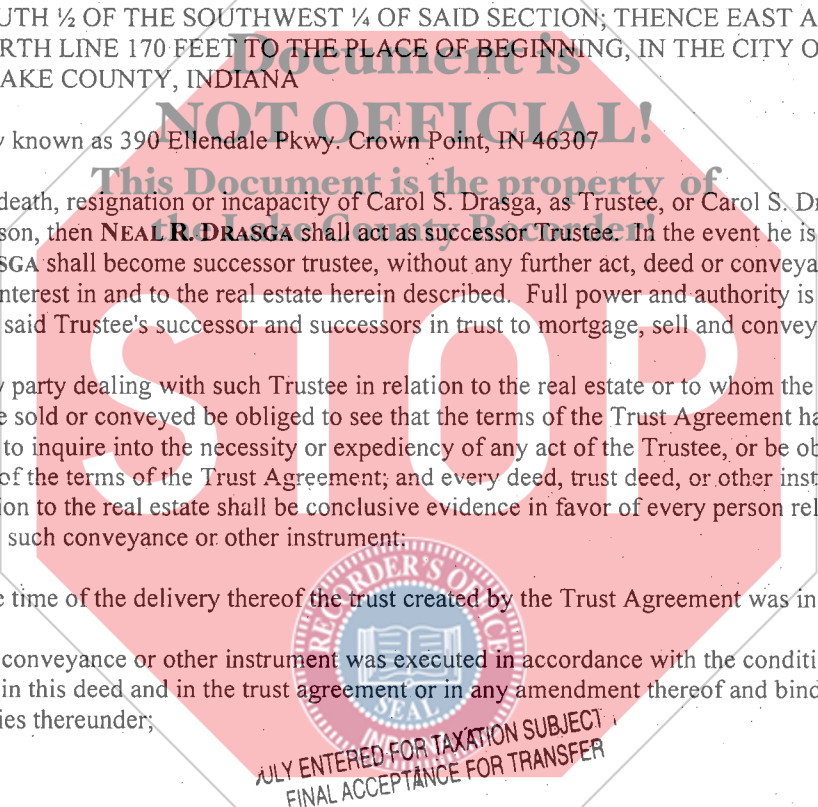 UTH ½ OF THE SOUTHWEST ¼ OF SAID SECTION; THENCE EAST A
RTH LINE 170 FEET TO THE PLACE OF BEGINNING, IN THE CITY O
AKE COUNTY, INDIANA
Document is
NOT OFFICIAL!
This Document is the property of
the Lake County Recorder!
STOP
y known as 390 Ellendale Pkwy. Crown Point, IN 46307
death, resignation or incapacity of Carol S. Drasga, as Trustee, or Carol S. Dr
son, then NEAL R. DRASGA shall act as successor Trustee. In the event he is
SGA shall become successor trustee, without any further act, deed or conveya
nterest in and to the real estate herein described. Full power and authority is
said Trustee's successor and successors in trust to mortgage, sell and convey
y party dealing with such Trustee in relation to the real estate or to whom the
e sold or conveyed be obliged to see that the terms of the Trust Agreement ha
to inquire into the necessity or expediency of any act of the Trustee, or be ob
of the terms of the Trust Agreement; and every deed, trust deed, or other inst
ion to the real estate shall be conclusive evidence in favor of every person rel
such conveyance or other instrument:
e time of the delivery thereof the trust created by the Trust Agreement was in
conveyance or other instrument was executed in accordance with the conditi
in this deed and in the trust agreement or in any amendment thereof and bind
ies thereunder;
RECORDER'S OFFICE
SEAL
INDIANA
ULY ENTERED FOR TAXATION SUBJECT
FINAL ACCEPTANCE FOR TRANSFER